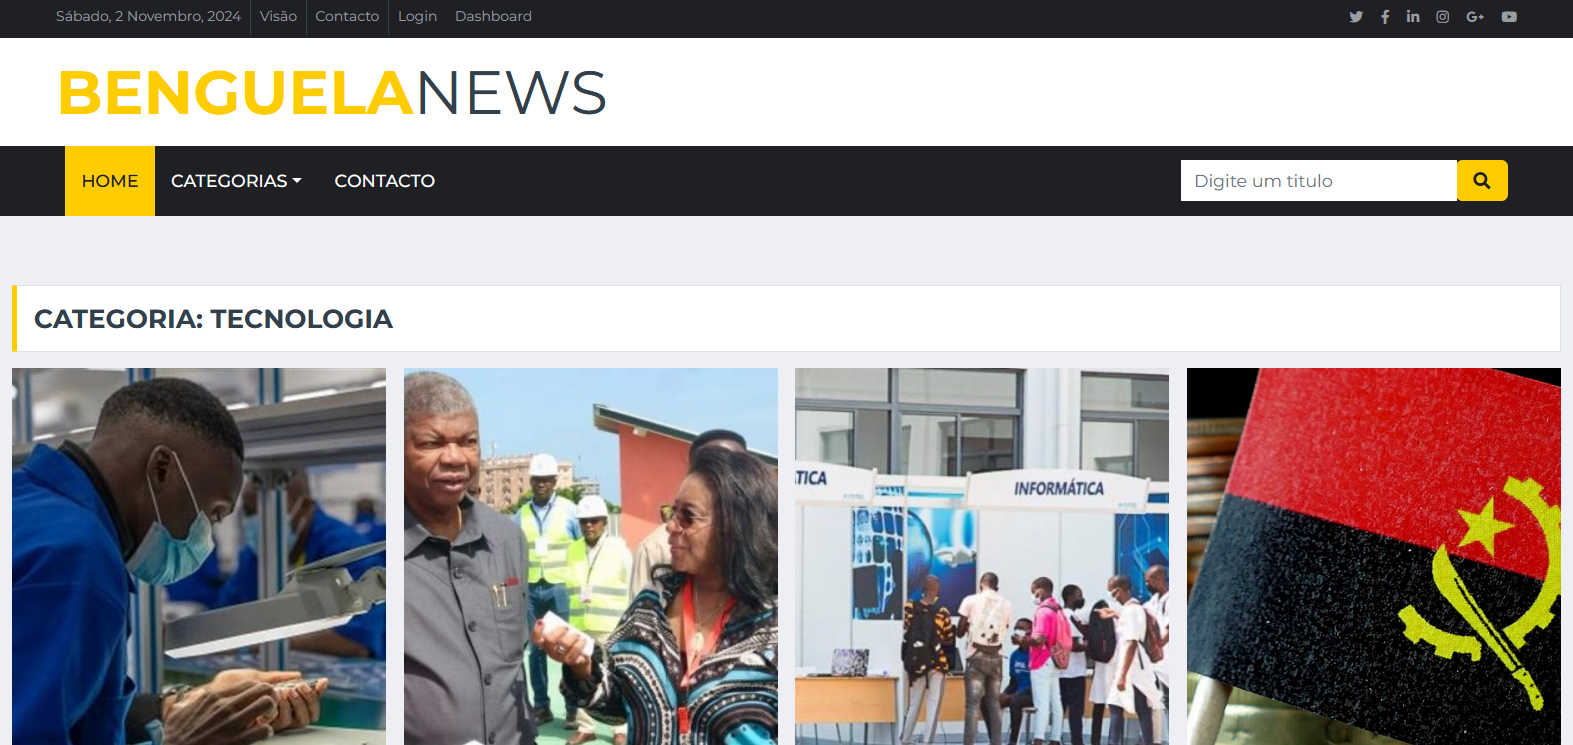 Sábado, 2 Novembro, 2024 Visão Contacto Login Dashboard
BENGUELANEWS
HOME CATEGORIAS CONTACTO Digite um titulo
CATEGORIA: TECNOLOGIA
TICA INFORMÁTICA